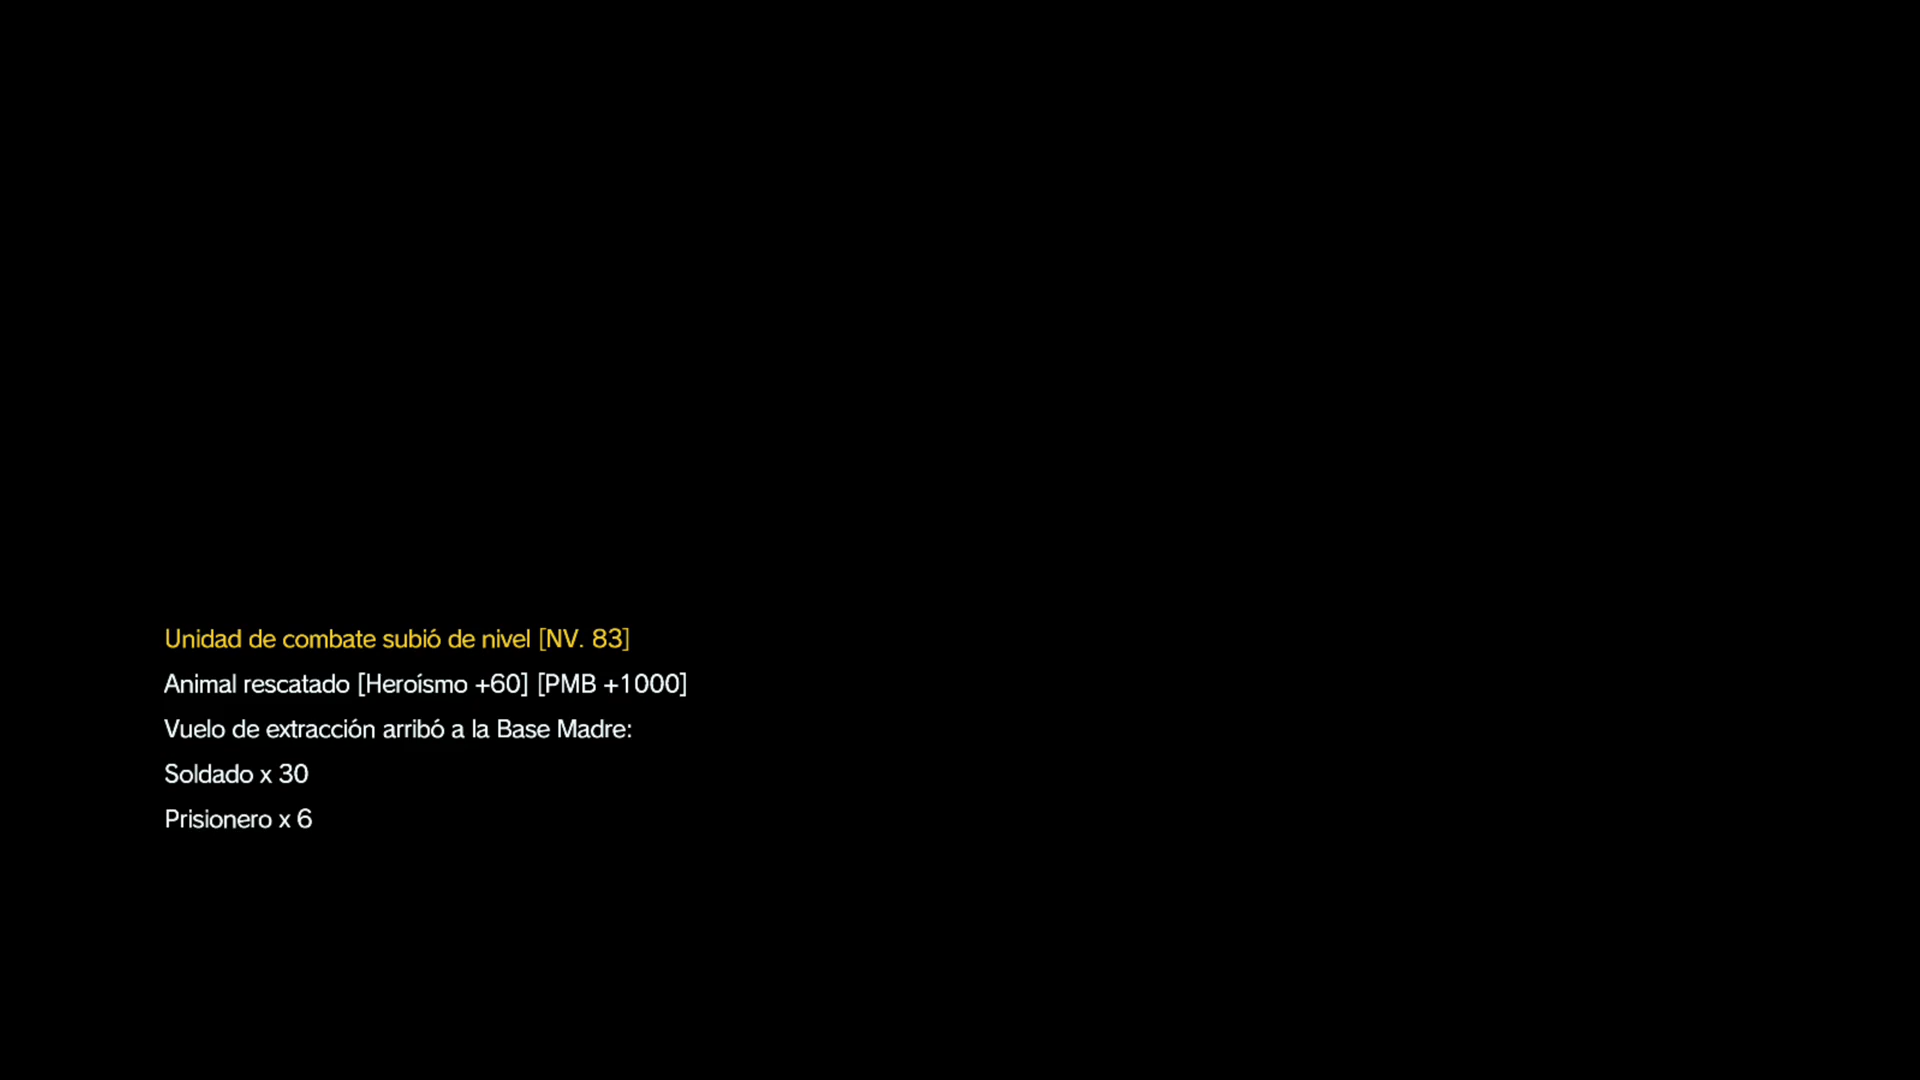 Unidad de combate subió de nivel [NV. 83]
Animal rescatado [Heroísmo +60] [PMB +1000]
Vuelo de extracción arribó a la Base Madre:
Soldado x 30
Prisionero x 6